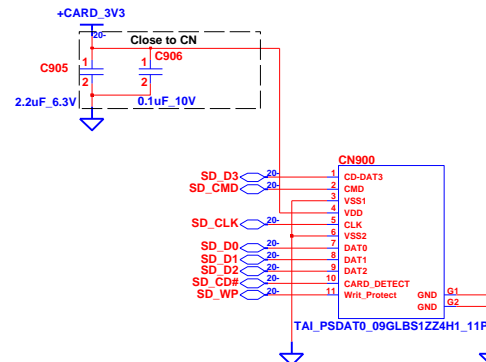 +CARD_3V3
20-
Close to CN
C905
1
2
1
2
C906
2.2uF_6.3V
0.1uF_10V
CN900
SD_D3 20- 1 CD-DAT3
SD_CMD 20- 2 CMD
3 VSS1
4 VDD
SD_CLK 20- 5 CLK
6 VSS2
SD_D0 20- 7 DAT0
SD_D1 20- 8 DAT1
SD_D2 20- 9 DAT2
SD_CD# 20- 10 CARD_DETECT
SD_WP 20- 11 Writ_Protect GND G1
GND G2
TAI_PSDAT0_09GLBS1ZZ4H1_11P